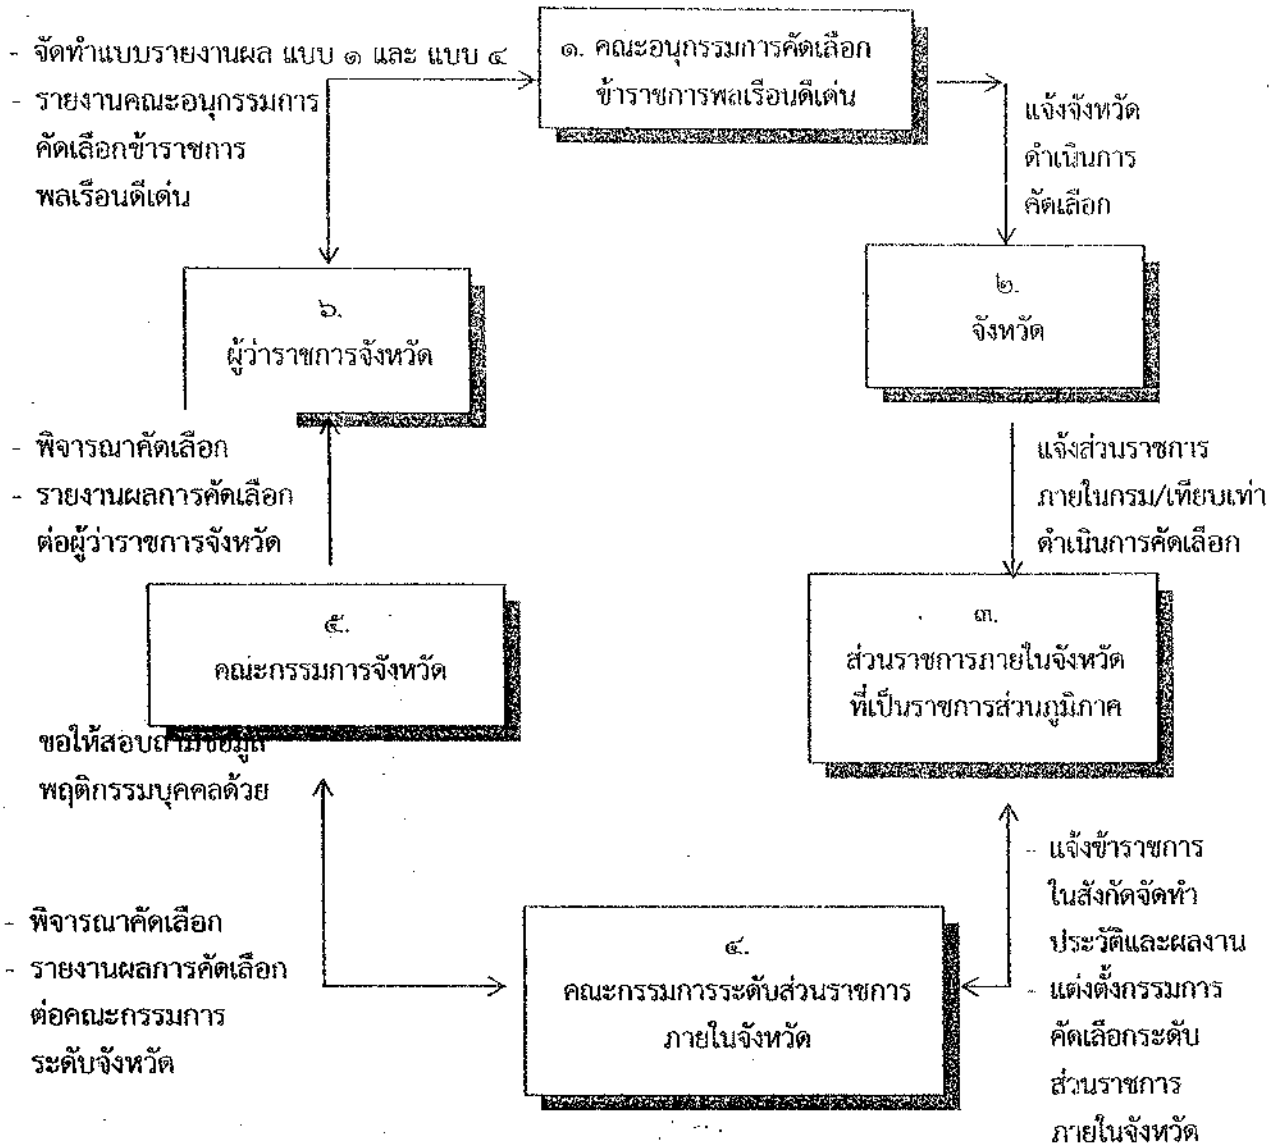 - จัดทำแบบรายงานผล แบบ ๑ และ แบบ ๔
- รายงานคณะอนุกรรมการ
คัดเลือกข้าราชการ
พลเรือนดีเด่น
๑. คณะอนุกรรมการคัดเลือก
ข้าราชการพลเรือนดีเด่น
แจ้งจังหวัด
ดำเนินการ
คัดเลือก
๒.
จังหวัด
แจ้งส่วนราชการ
ภายในกรม/เทียบเท่า
ดำเนินการคัดเลือก
๓.
ส่วนราชการภายในจังหวัด
ที่เป็นราชการส่วนภูมิภาค
- แจ้งข้าราชการ
ในสังกัดจัดทำ
ประวัติและผลงาน
- แต่งตั้งกรรมการ
คัดเลือกระดับ
ส่วนราชการ
ภายในจังหวัด
๔.
คณะกรรมการระดับส่วนราชการ
ภายในจังหวัด
- พิจารณาคัดเลือก
- รายงานผลการคัดเลือก
ต่อคณะกรรมการ
ระดับจังหวัด
๕.
คณะกรรมการจังหวัด
ขอให้สอบถามข้อมูล
พฤติกรรมบุคคลด้วย
- พิจารณาคัดเลือก
- รายงานผลการคัดเลือก
ต่อผู้ว่าราชการจังหวัด
๖.
ผู้ว่าราชการจังหวัด